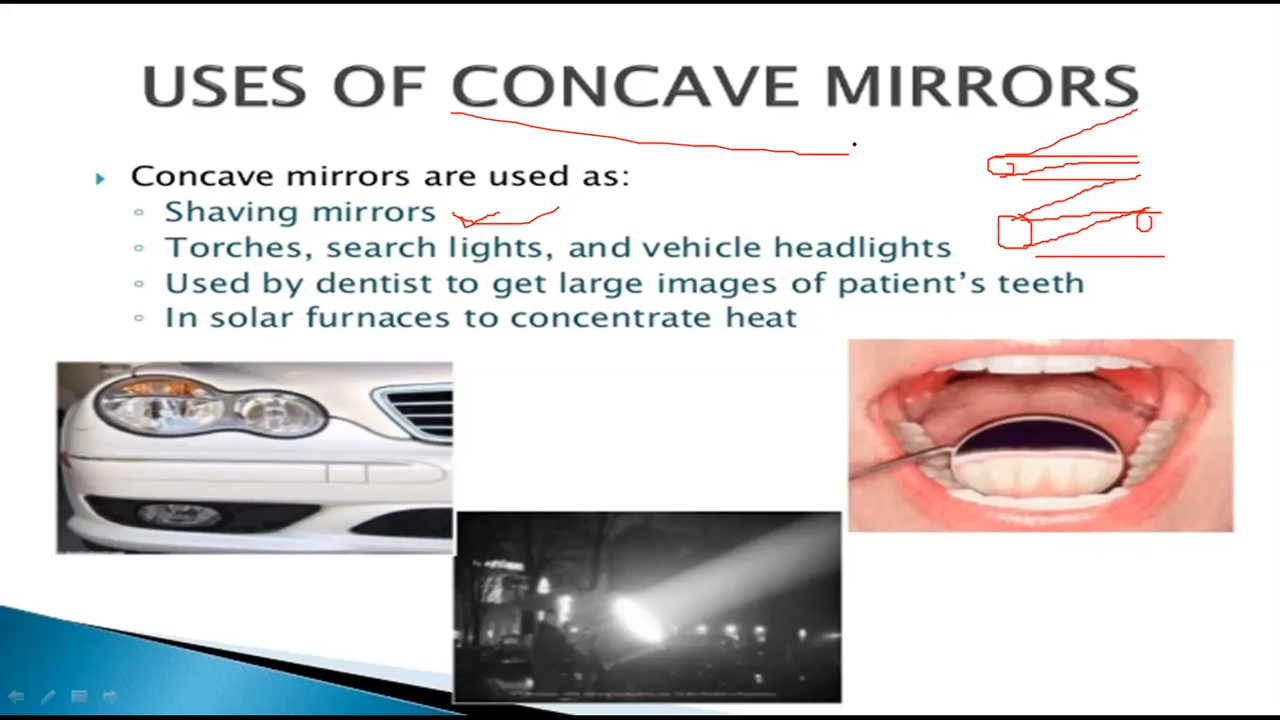 USES OF CONCAVE MIRRORS
Concave mirrors are used as:
Shaving mirrors
Torches, search lights, and vehicle headlights
Used by dentist to get large images of patient's teeth
In solar furnaces to concentrate heat